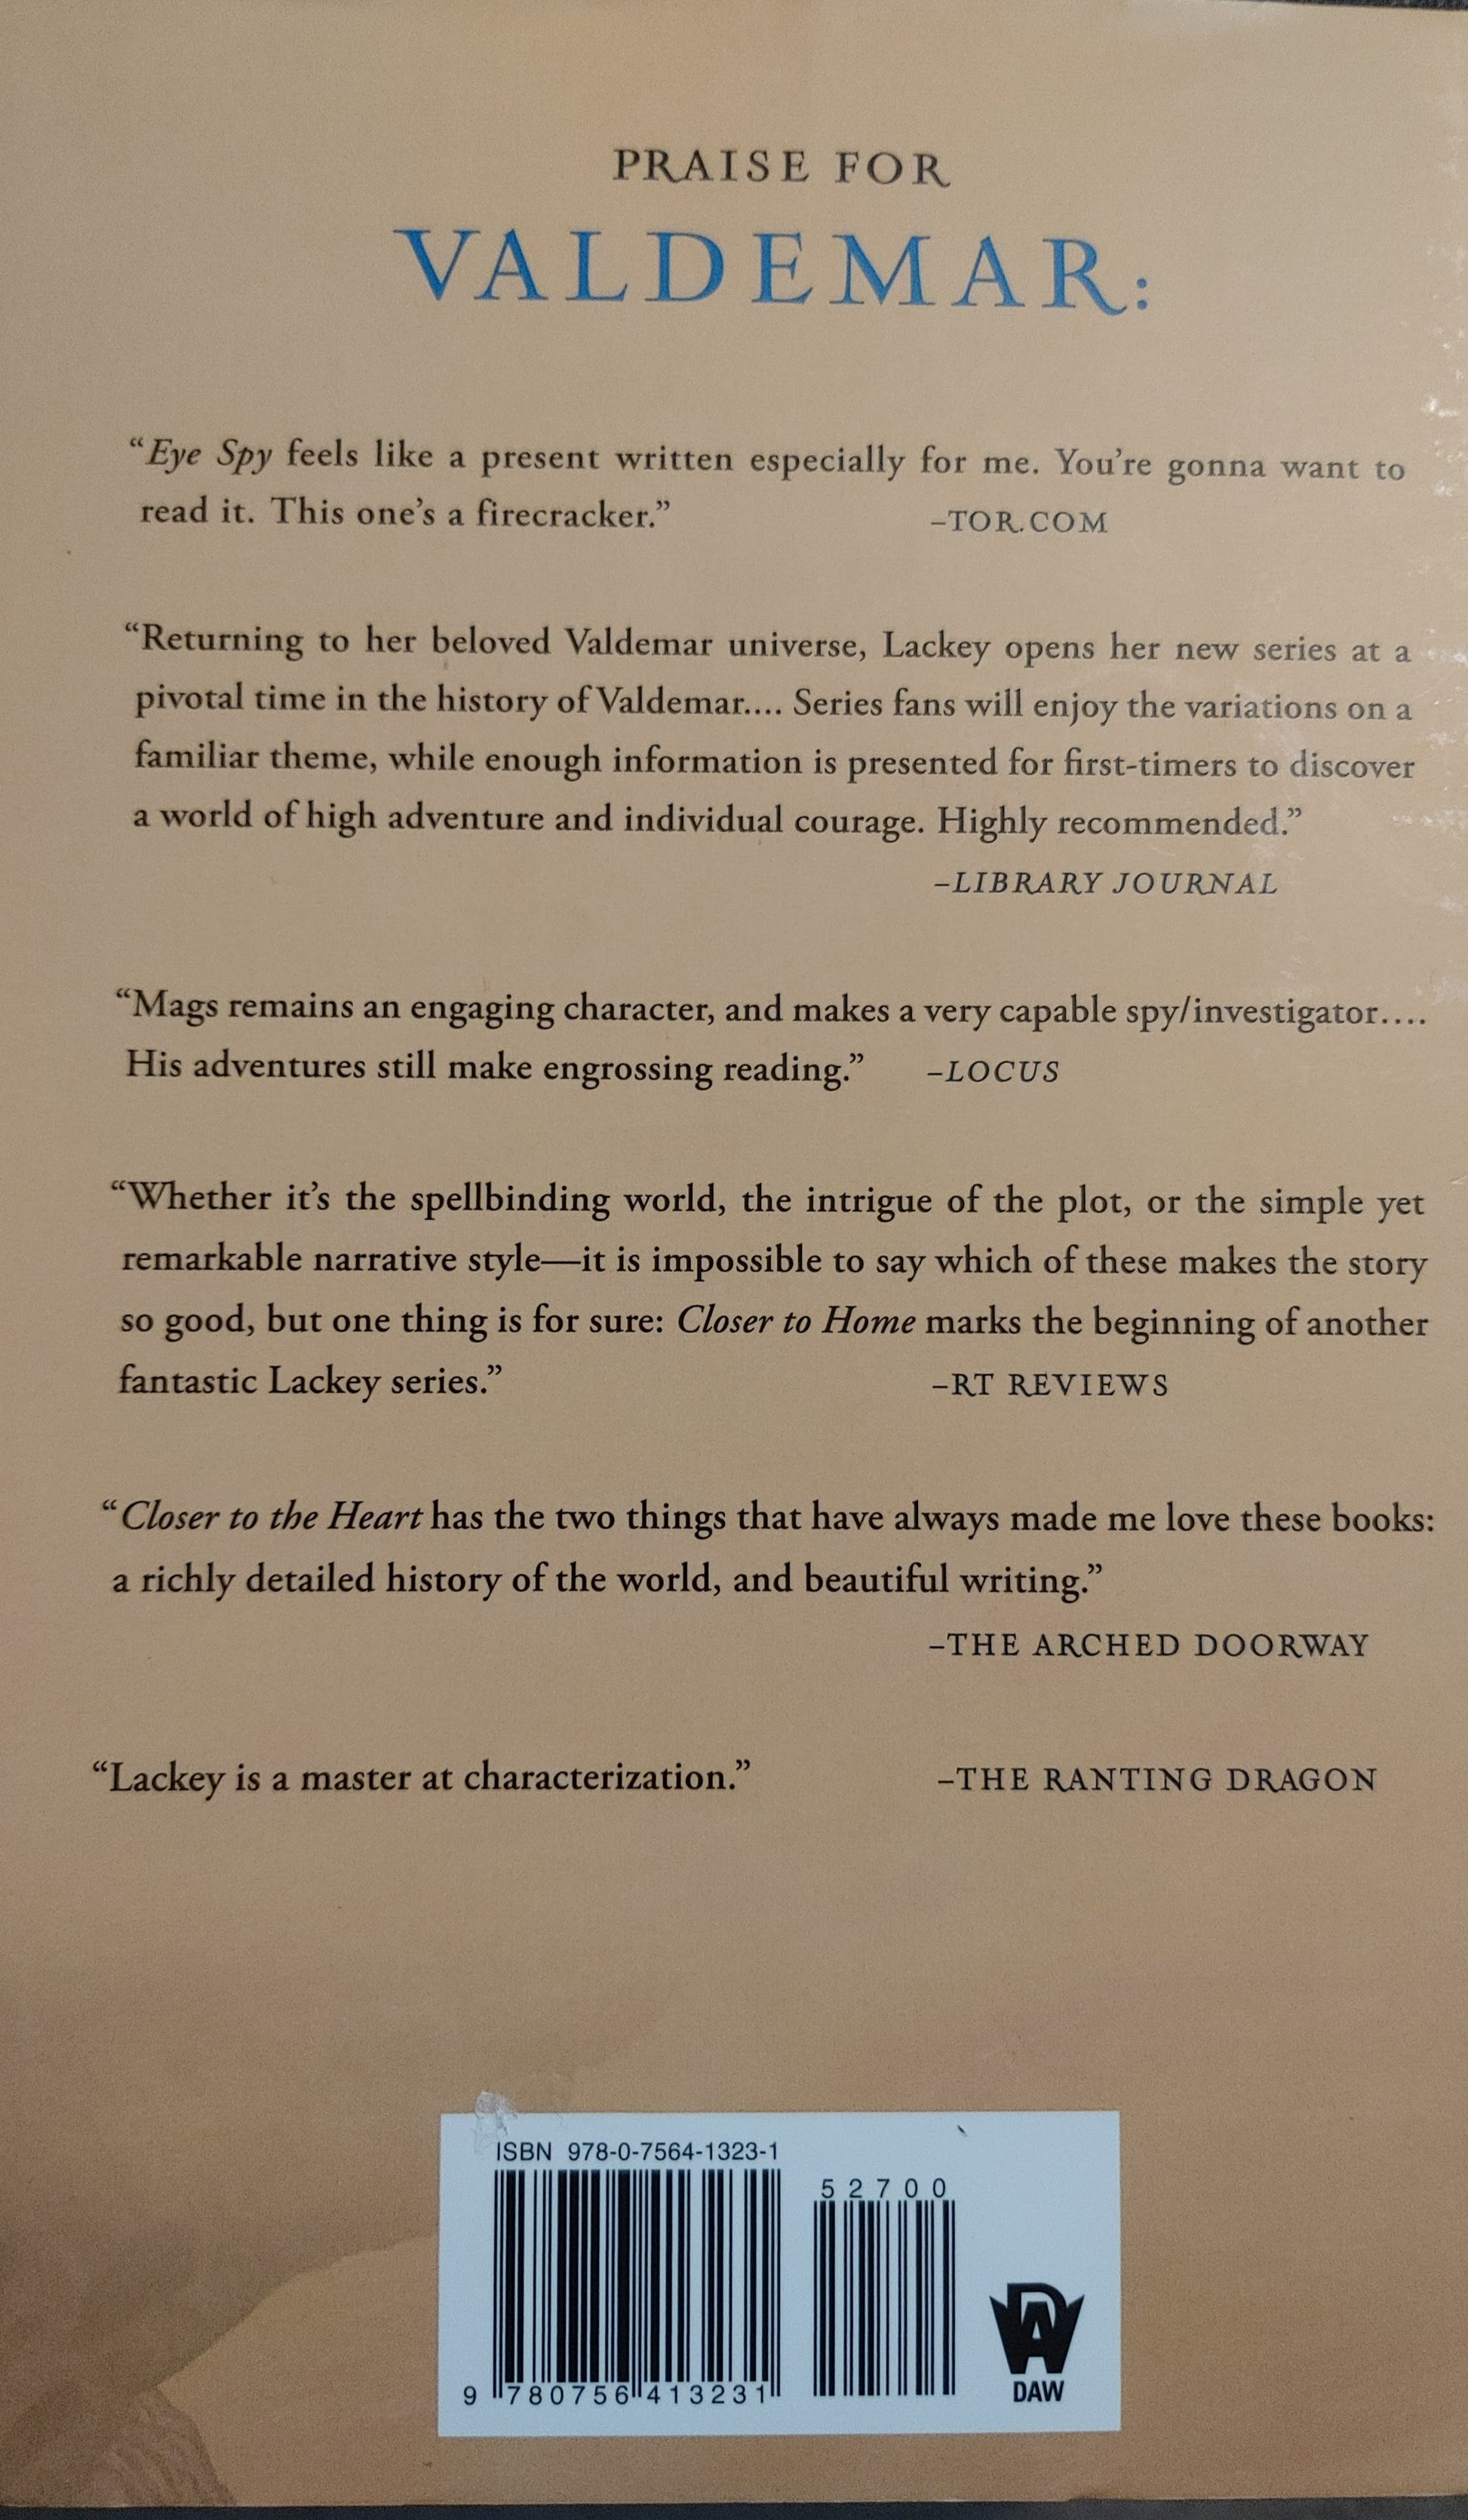 PRAISE FOR
VALDEMAR:
“Eye Spy feels like a present written especially for me. You’re gonna want to
read it. This one’s a firecracker.” –TOR.COM
“Returning to her beloved Valdemar universe, Lackey opens her new series at a
pivotal time in the history of Valdemar.... Series fans will enjoy the variations on a
familiar theme, while enough information is presented for first-timers to discover
a world of high adventure and individual courage. Highly recommended.”
–LIBRARY JOURNAL
“Mags remains an engaging character, and makes a very capable spy/investigator....
His adventures still make engrossing reading.” –LOCUS
“Whether it’s the spellbinding world, the intrigue of the plot, or the simple yet
remarkable narrative style—it is impossible to say which of these makes the story
so good, but one thing is for sure: Closer to Home marks the beginning of another
fantastic Lackey series.” –RT REVIEWS
“Closer to the Heart has the two things that have always made me love these books:
a richly detailed history of the world, and beautiful writing.”
–THE ARCHED DOORWAY
“Lackey is a master at characterization.” –THE RANTING DRAGON
ISBN 978-0-7564-1323-1
5 2 7 0 0
9 780756 413231
DAW
DAW